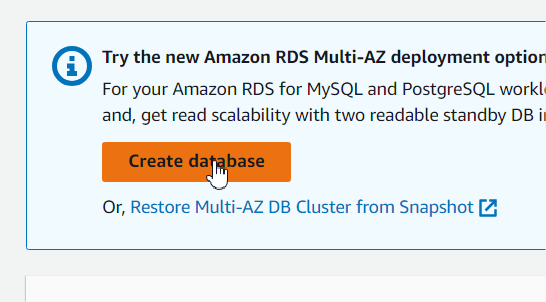 Try the new Amazon RDS Multi-AZ deployment option
For your Amazon RDS for MySQL and PostgreSQL
and, get read scalability with two readable standby DB
Create database
Or, Restore Multi-AZ DB Cluster from Snapshot